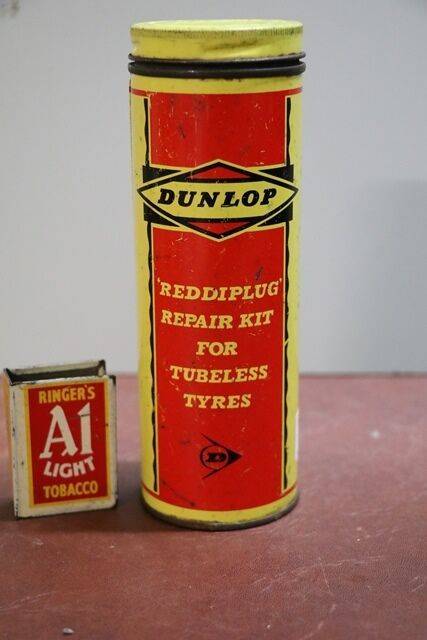 DUNLOP
'REDDIPLUG'
REPAIR KIT
FOR
TUBELESS
TYRES
D
RINGER'S
A1
LIGHT
TOBACCO